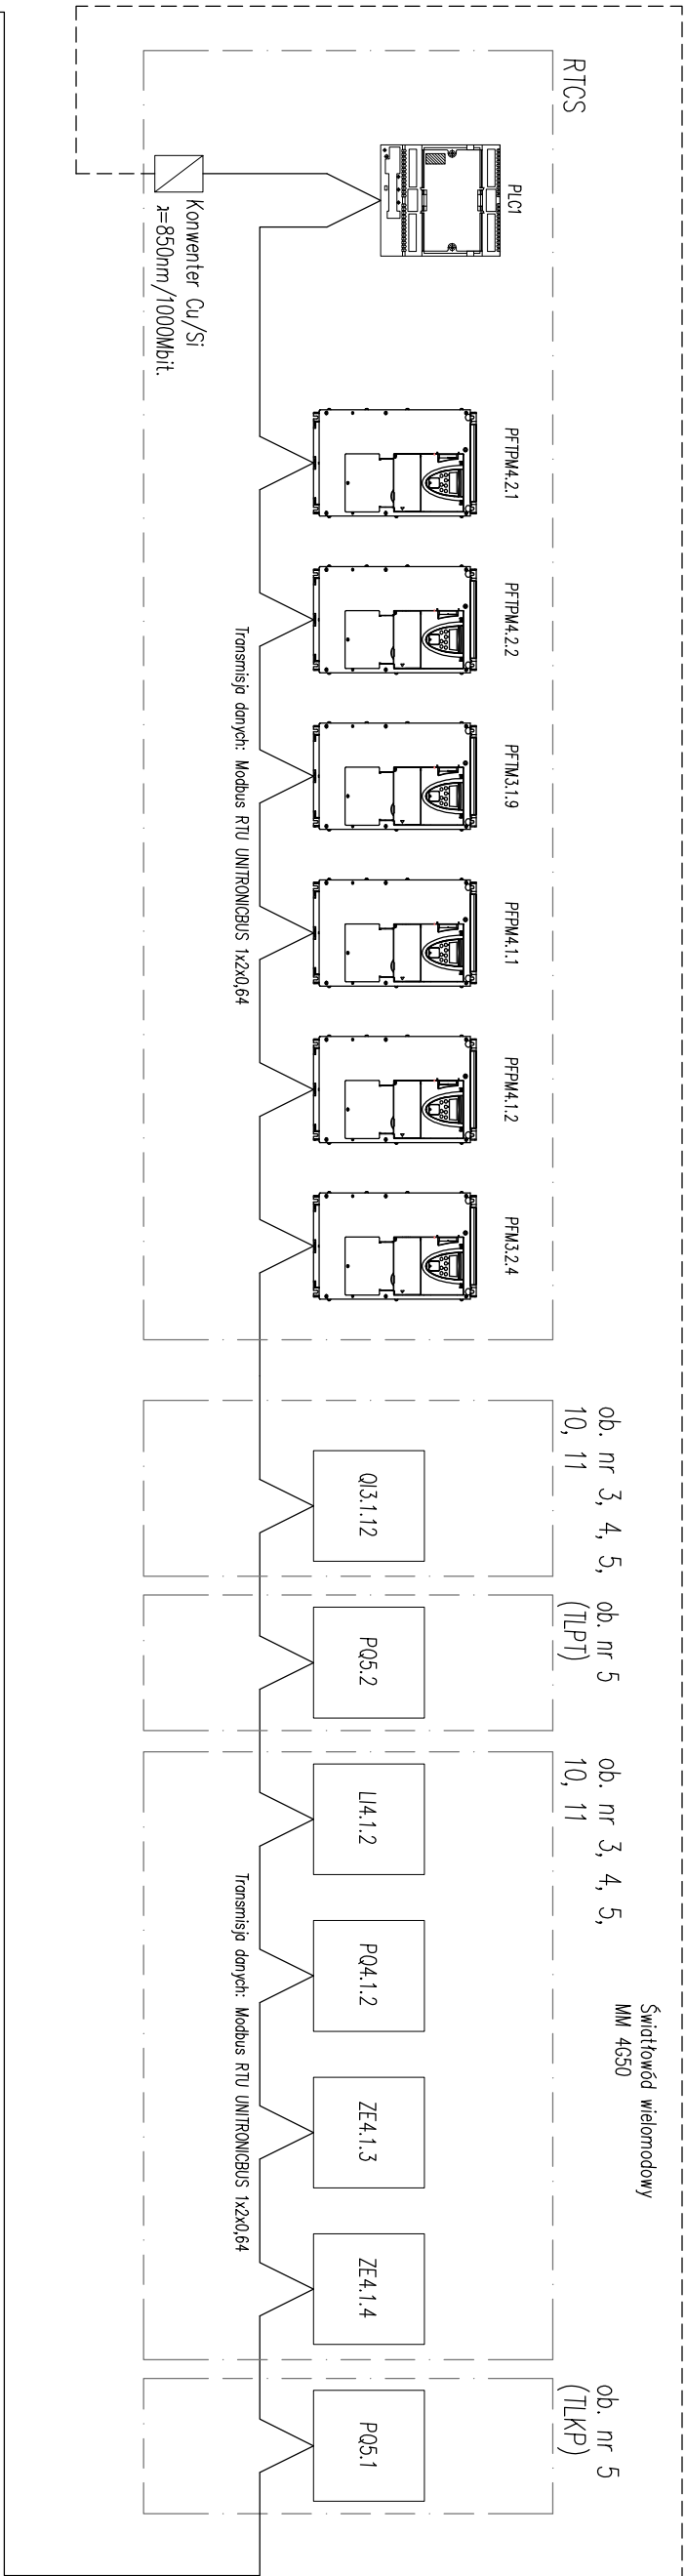 RTCS
PLC1
Konwenter Cu/Si
λ=850nm/1000Mbit.
PFTPM4.2.1
PFTPM4.2.2
PFTM3.1.9
PFPM4.1.1
PFPM4.1.2
PFM3.2.4
Transmisja danych: Modbus RTU UNITRONICBUS 1x2x0,64
ob. nr 3, 4, 5,
10, 11
QI3.1.12
ob. nr 5
(TLPT)
PQ5.2
ob. nr 3, 4, 5,
10, 11
LI4.1.2
PQ4.1.2
ZE4.1.3
ZE4.1.4
Transmisja danych: Modbus RTU UNITRONICBUS 1x2x0,64
Światłowód wielomodowy
MM 4G50
ob. nr 5
(TLKP)
PQ5.1